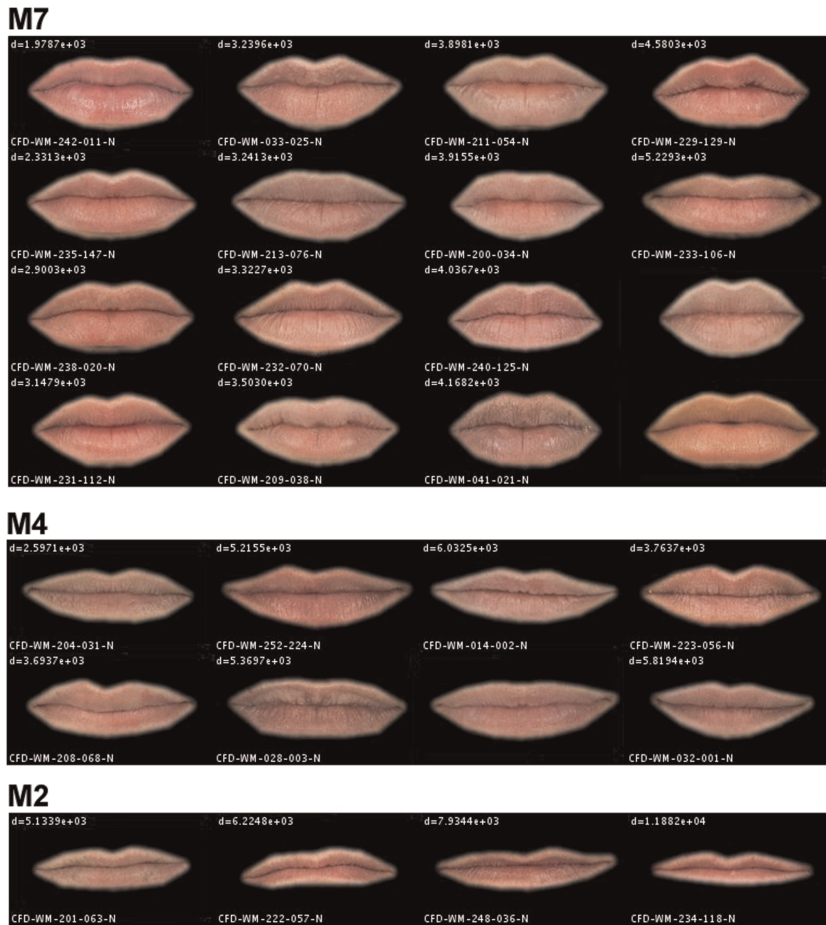 M7
d=1.9787e+03 d=3.2396e+03 d=3.8981e+03 d=4.5803e+03
CFD-WM-242-011-N CFD-WM-033-025-N CFD-WM-211-054-N CFD-WM-229-129-N
d=2.3313e+03 d=3.2413e+03 d=3.9155e+03 d=5.2293e+03
CFD-WM-235-147-N CFD-WM-213-076-N CFD-WM-200-034-N CFD-WM-233-106-N
d=2.9003e+03 d=3.3227e+03 d=4.0367e+03
CFD-WM-238-020-N CFD-WM-232-070-N CFD-WM-240-125-N
d=3.1479e+03 d=3.5030e+03 d=4.1682e+03
CFD-WM-231-112-N CFD-WM-209-038-N CFD-WM-041-021-N
M4
d=2.5971e+03 d=5.2155e+03 d=6.0325e+03 d=3.7637e+03
CFD-WM-204-031-N CFD-WM-252-224-N CFD-WM-014-002-N CFD-WM-223-056-N
d=3.6937e+03 d=5.3697e+03 d=5.8194e+03
CFD-WM-208-068-N CFD-WM-028-003-N CFD-WM-032-001-N
M2
d=5.1339e+03 d=6.2248e+03 d=7.9344e+03 d=1.1882e+04
CFD-WM-201-063-N CFD-WM-222-057-N CFD-WM-248-036-N CFD-WM-234-118-N